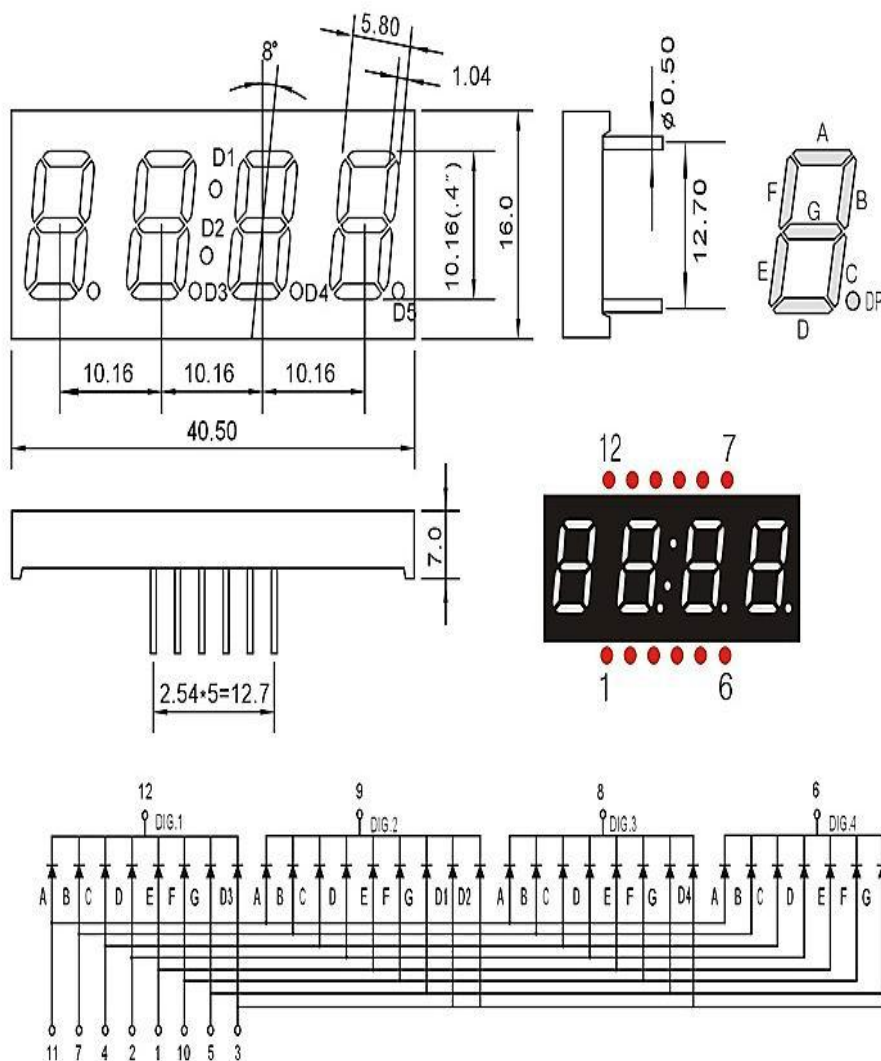 5.80
8°
1.04
ø0.50
D1
D2
D3
D4
D5
10.16(.4")
16.0
12.70
A
F
B
G
E
C
DP
D
10.16 10.16 10.16
40.50
12 7
7.0
1 6
2.54*5=12.7
12 9 8 6
DIG.1 DIG.2 DIG.3 DIG.4
A B C D E F G D3 A B C D E F G D1 D2 A B C D E F G D4 A B C D E F G
11 7 4 2 1 10 5 3